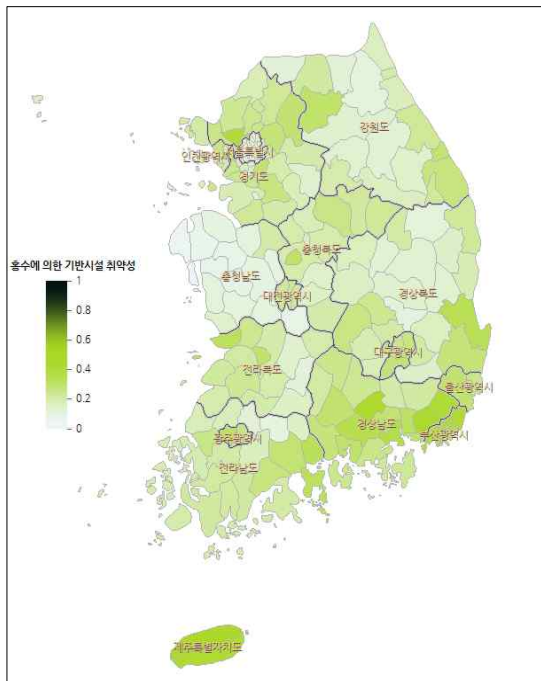 강원도
인천광역시
서울특별시
경기도
홍수에 의한 기반시설 취약성
1
0.8
0.6
0.4
0.2
0
충청북도
충청남도
대전광역시
경상북도
대구광역시
전라북도
울산광역시
경상남도
부산광역시
광주광역시
전라남도
제주특별자치도